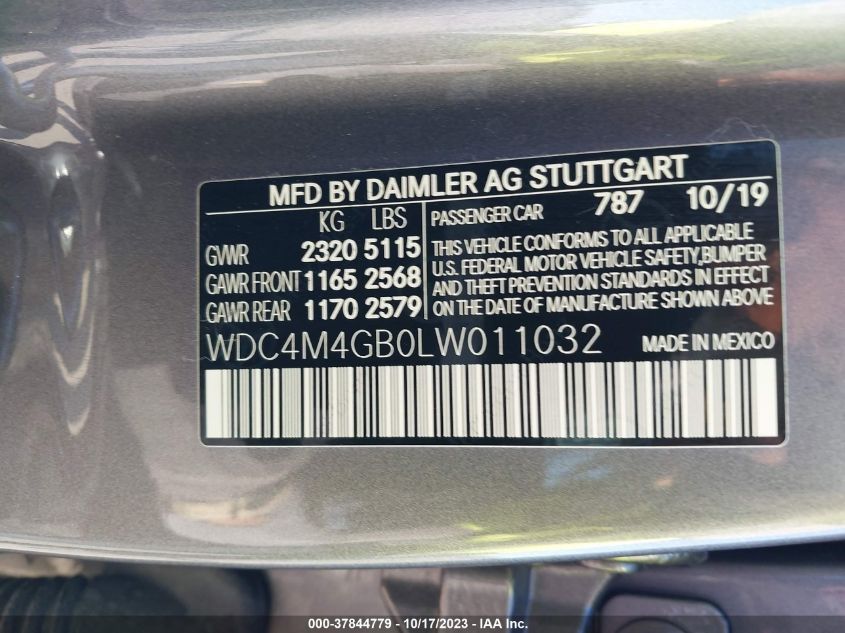 MFD BY DAIMLER AG STUTTGART
KG LBS
GVWR 2320 5115
GAWR FRONT 1165 2568
GAWR REAR 1170 2579
PASSENGER CAR 787 10/19
THIS VEHICLE CONFORMS TO ALL APPLICABLE
U.S. FEDERAL MOTOR VEHICLE SAFETY,BUMPER
AND THEFT PREVENTION STANDARDS IN EFFECT
ON THE DATE OF MANUFACTURE SHOWN ABOVE
WDC4M4GB0LW011032 MADE IN MEXICO
000-37844779 - 10/17/2023 - IAA Inc.